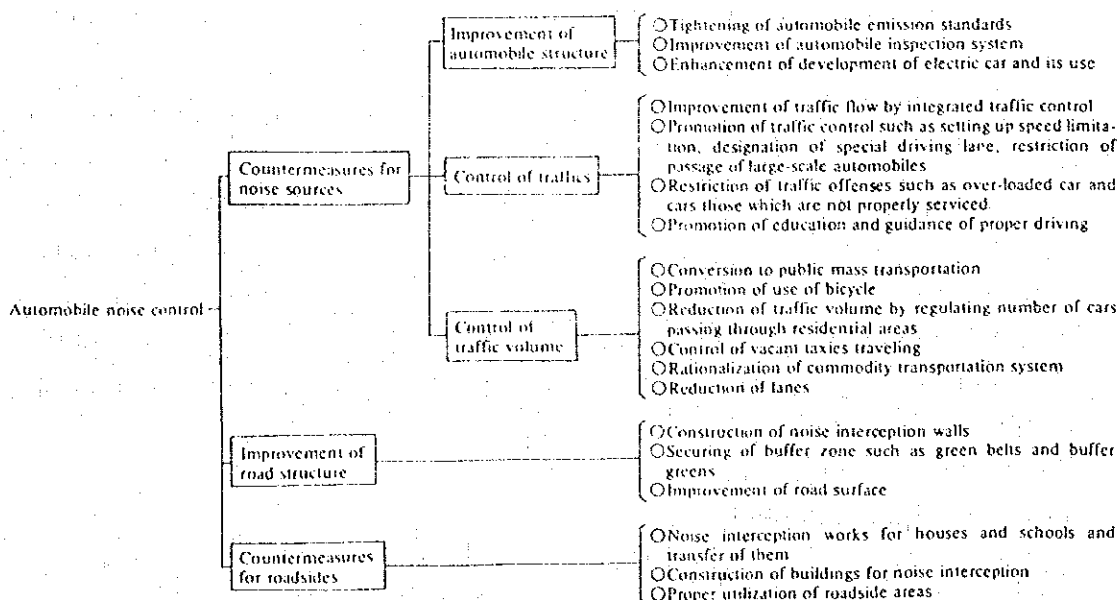 Automobile noise control
Countermeasures for
noise sources
Improvement of
automobile structure
○Tightening of automobile emission standards
○Improvement of automobile inspection system
○Enhancement of development of electric car and its use
Control of traffics
○Improvement of traffic flow by integrated traffic control
○Promotion of traffic control such as setting up speed limita-
tion, designation of special driving lane, restriction of
passage of large-scale automobiles
○Restriction of traffic offenses such as over-loaded car and
cars those which are not properly serviced
○Promotion of education and guidance of proper driving
Control of
traffic volume
○Conversion to public mass transportation
○Promotion of use of bicycle
○Reduction of traffic volume by regulating number of cars
passing through residential areas
○Control of vacant taxies traveling
○Rationalization of commodity transportation system
○Reduction of lanes
Improvement of
road structure
○Construction of noise interception walls
○Securing of buffer zone such as green belts and buffer
greens
○Improvement of road surface
Countermeasures
for roadsides
○Noise interception works for houses and schools and
transfer of them
○Construction of buildings for noise interception
○Proper utilization of roadside areas